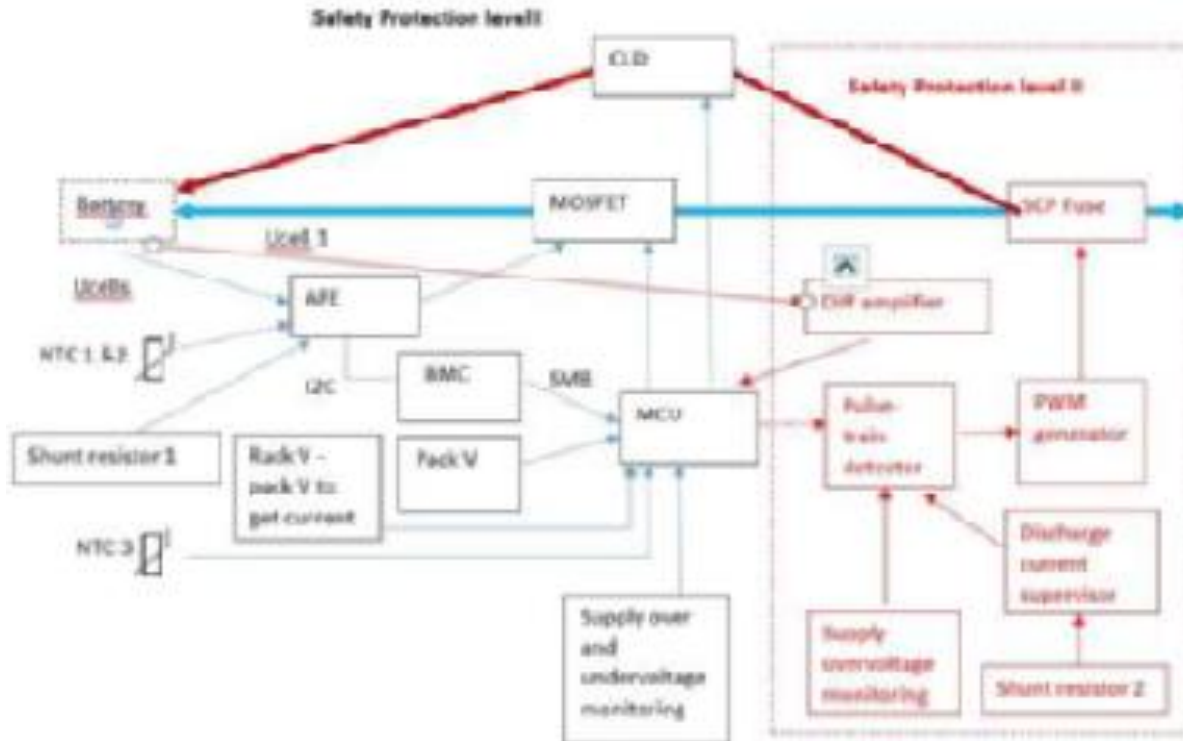 Safety Protection levelI
CLD
Safety Protection level II
Battery
MOSFET
SCP Fuse
Ucell 1
Ucells
AFE
Diff amplifier
NTC 1 &2
I2C
BMC
SMB
MCU
Pulse-
train
detector
PWM
generator
Shunt resistor 1
Rack V -
pack V to
get current
Pack V
NTC 3
Discharge
current
supervisor
Supply over
and
undervoltage
monitoring
Supply
overvoltage
monitoring
Shunt resistor 2